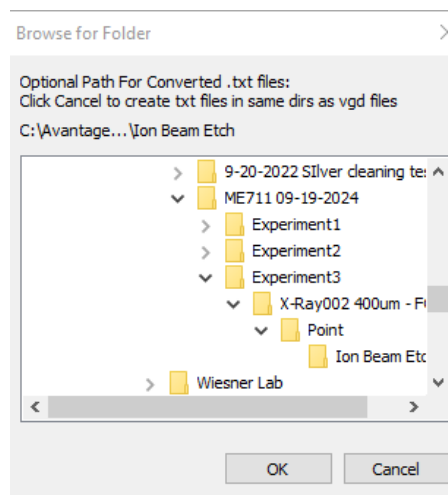 Browse for Folder
Optional Path For Converted .txt files:
Click Cancel to create txt files in same dirs as vgd files
C:\Avantage...\Ion Beam Etch
9-20-2022 SIlver cleaning te
ME711 09-19-2024
Experiment1
Experiment2
Experiment3
X-Ray002 400um - F
Point
Ion Beam Etc
Wiesner Lab
OK
Cancel